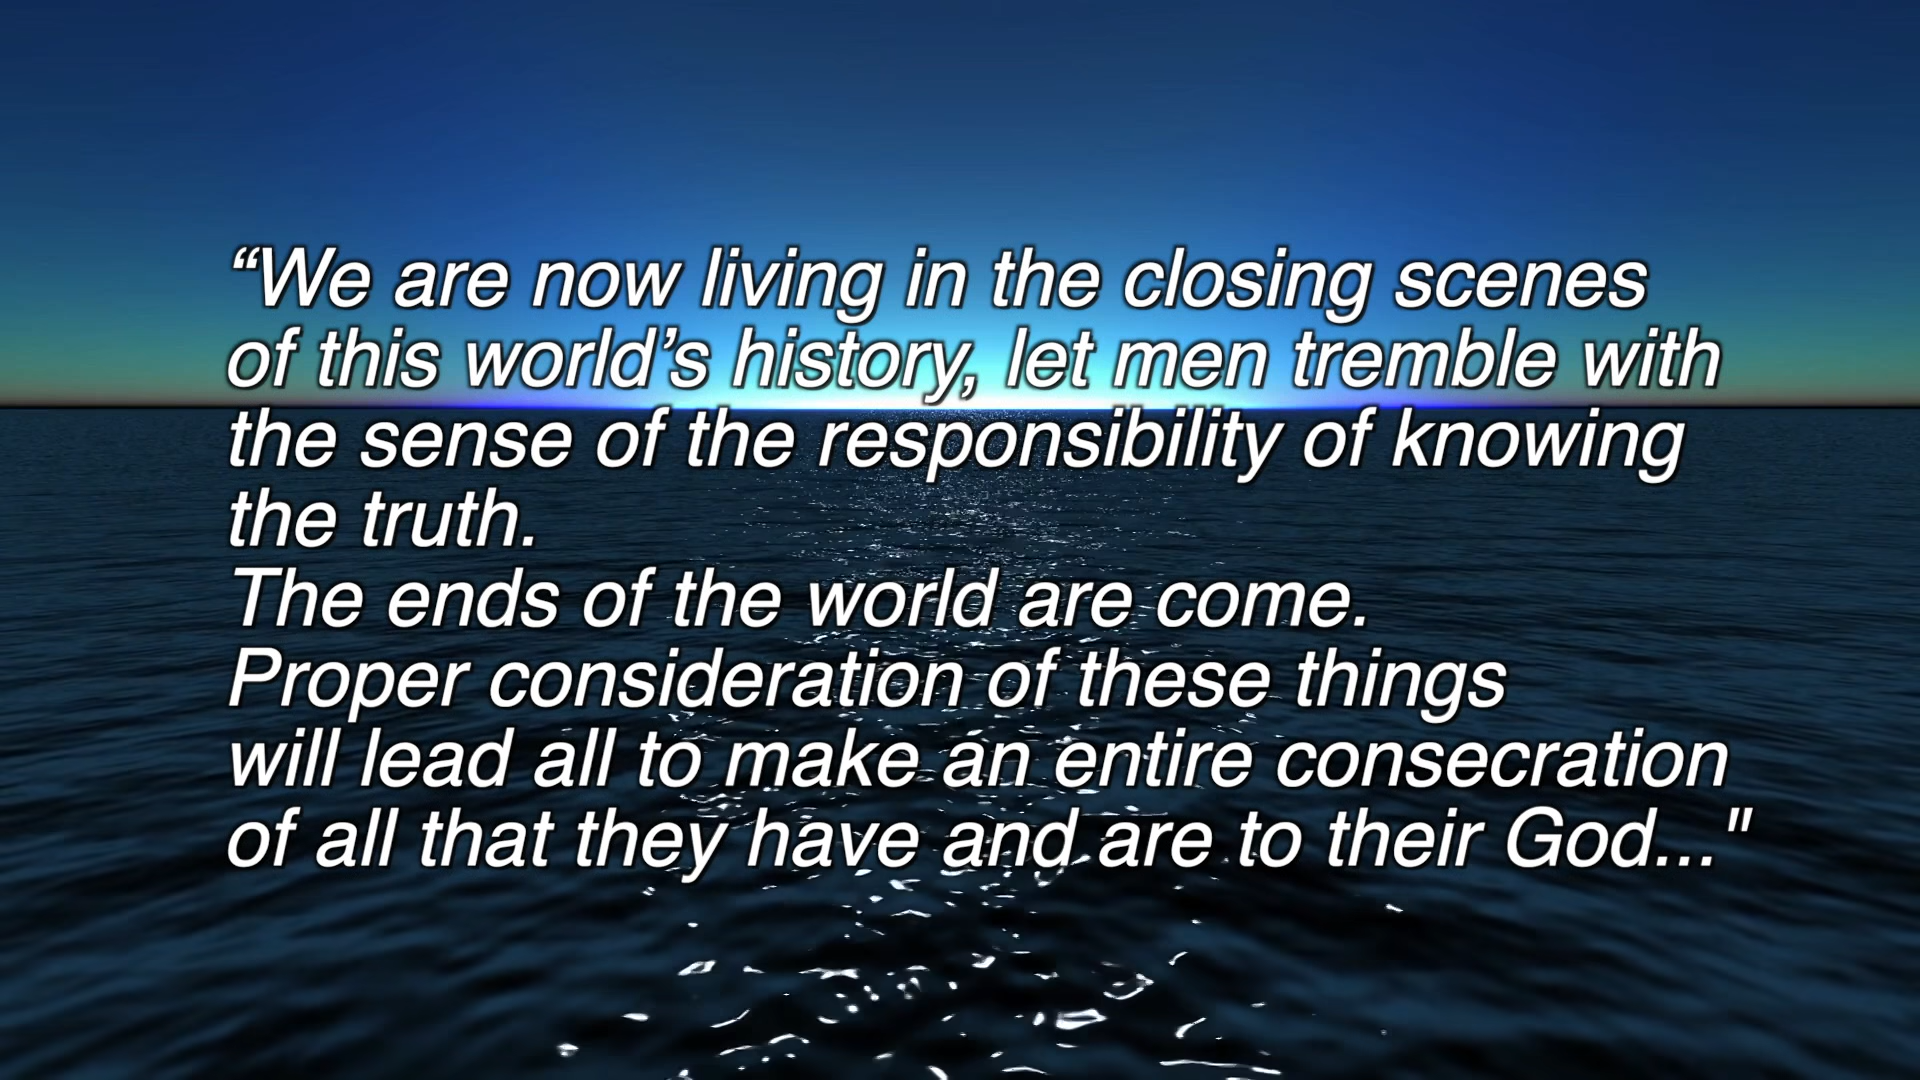 “We are now living in the closing scenes
of this world’s history, let men tremble with
the sense of the responsibility of knowing
the truth.
The ends of the world are come.
Proper consideration of these things
will lead all to make an entire consecration
of all that they have and are to their God..."